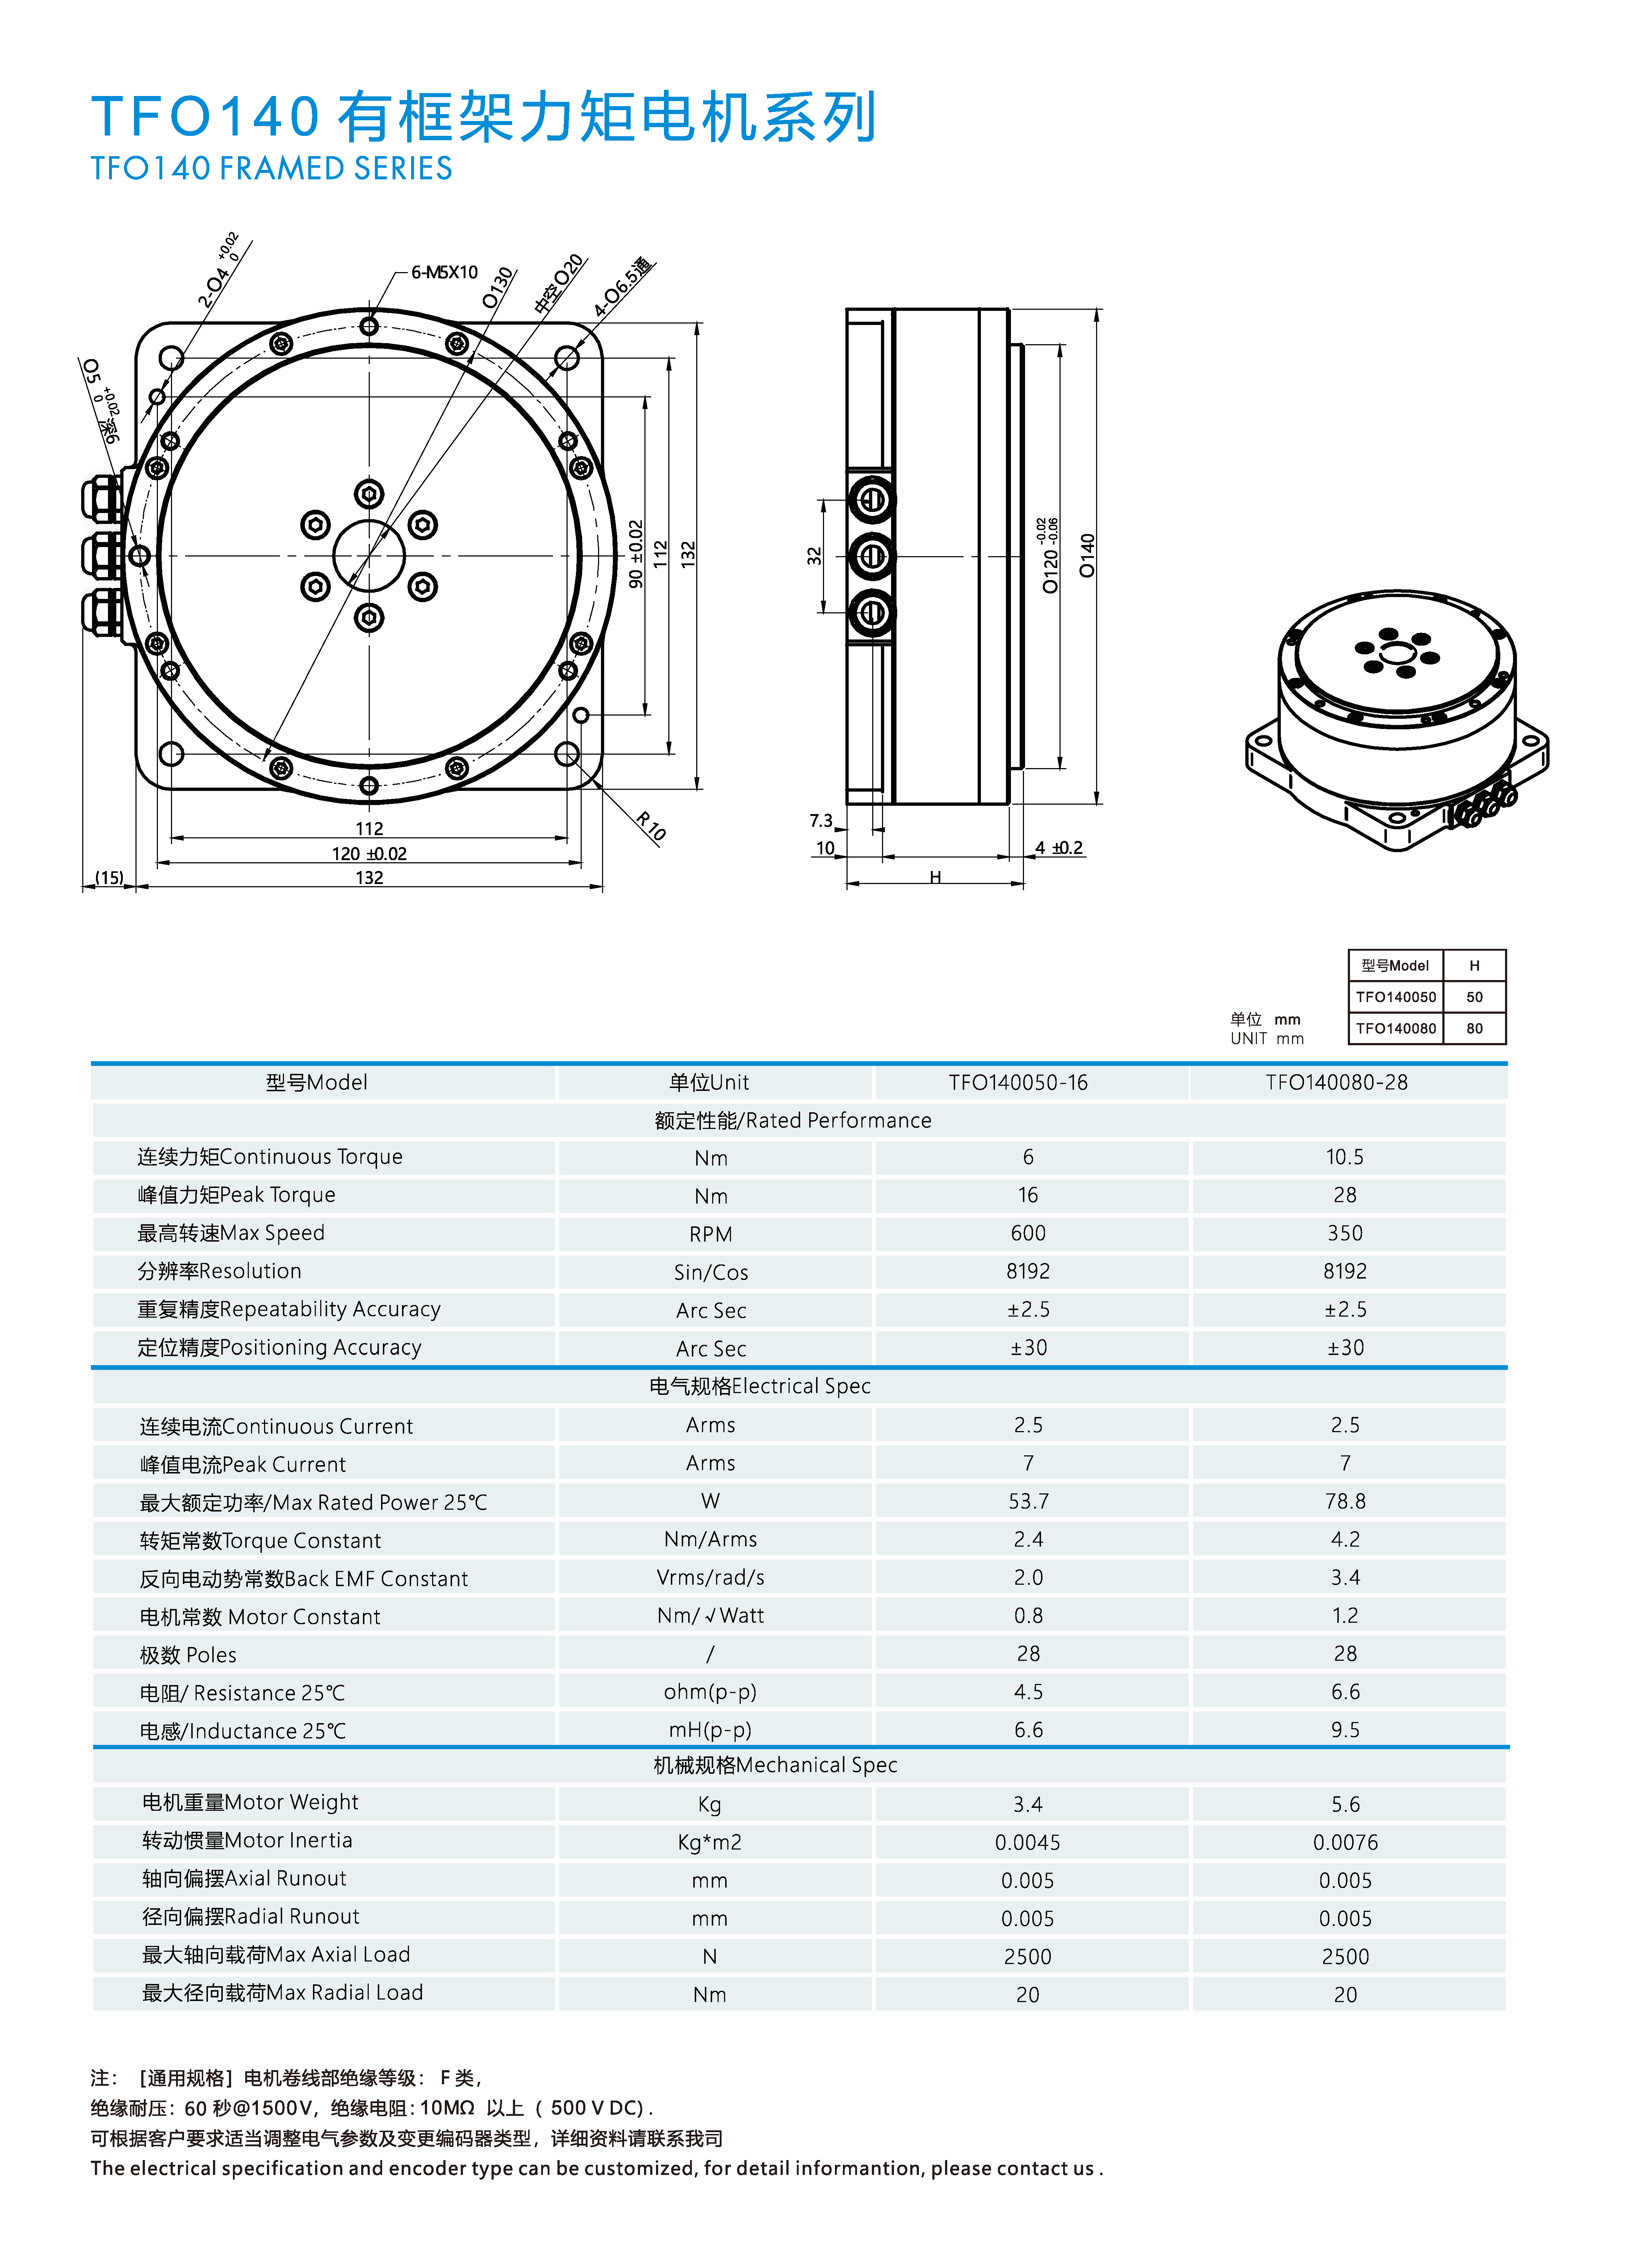 TFO140 有框架力矩电机系列
TFO140 FRAMED SERIES
2-O4 +0.02 0
6-M5X10
O130
中空O20
4-O6.5通
O5 +0.02 0 深6
90 ±0.02
112
132
R10
112
120 ±0.02
(15)
132
32
O120 -0.02 -0.06
O140
7.3
10
4 ±0.2
H
型号Model H
TFO140050 50
TFO140080 80
单位 mm
UNIT mm
型号Model 单位Unit TFO140050-16 TFO140080-28
额定性能/Rated Performance
连续力矩Continuous Torque Nm 6 10.5
峰值力矩Peak Torque Nm 16 28
最高转速Max Speed RPM 600 350
分辨率Resolution Sin/Cos 8192 8192
重复精度Repeatability Accuracy Arc Sec ±2.5 ±2.5
定位精度Positioning Accuracy Arc Sec ±30 ±30
电气规格Electrical Spec
连续电流Continuous Current Arms 2.5 2.5
峰值电流Peak Current Arms 7 7
最大额定功率/Max Rated Power 25℃ W 53.7 78.8
转矩常数Torque Constant Nm/Arms 2.4 4.2
反向电动势常数Back EMF Constant Vrms/rad/s 2.0 3.4
电机常数 Motor Constant Nm/√Watt 0.8 1.2
极数 Poles / 28 28
电阻/ Resistance 25℃ ohm(p-p) 4.5 6.6
电感/Inductance 25℃ mH(p-p) 6.6 9.5
机械规格Mechanical Spec
电机重量Motor Weight Kg 3.4 5.6
转动惯量Motor Inertia Kg*m2 0.0045 0.0076
轴向偏摆Axial Runout mm 0.005 0.005
径向偏摆Radial Runout mm 0.005 0.005
最大轴向载荷Max Axial Load N 2500 2500
最大径向载荷Max Radial Load Nm 20 20
注： [通用规格] 电机卷线部绝缘等级： F 类，
绝缘耐压：60 秒@1500V，绝缘电阻：10MΩ 以上 ( 500 V DC) .
可根据客户要求适当调整电气参数及变更编码器类型，详细资料请联系我司
The electrical specification and encoder type can be customized, for detail informantion, please contact us .